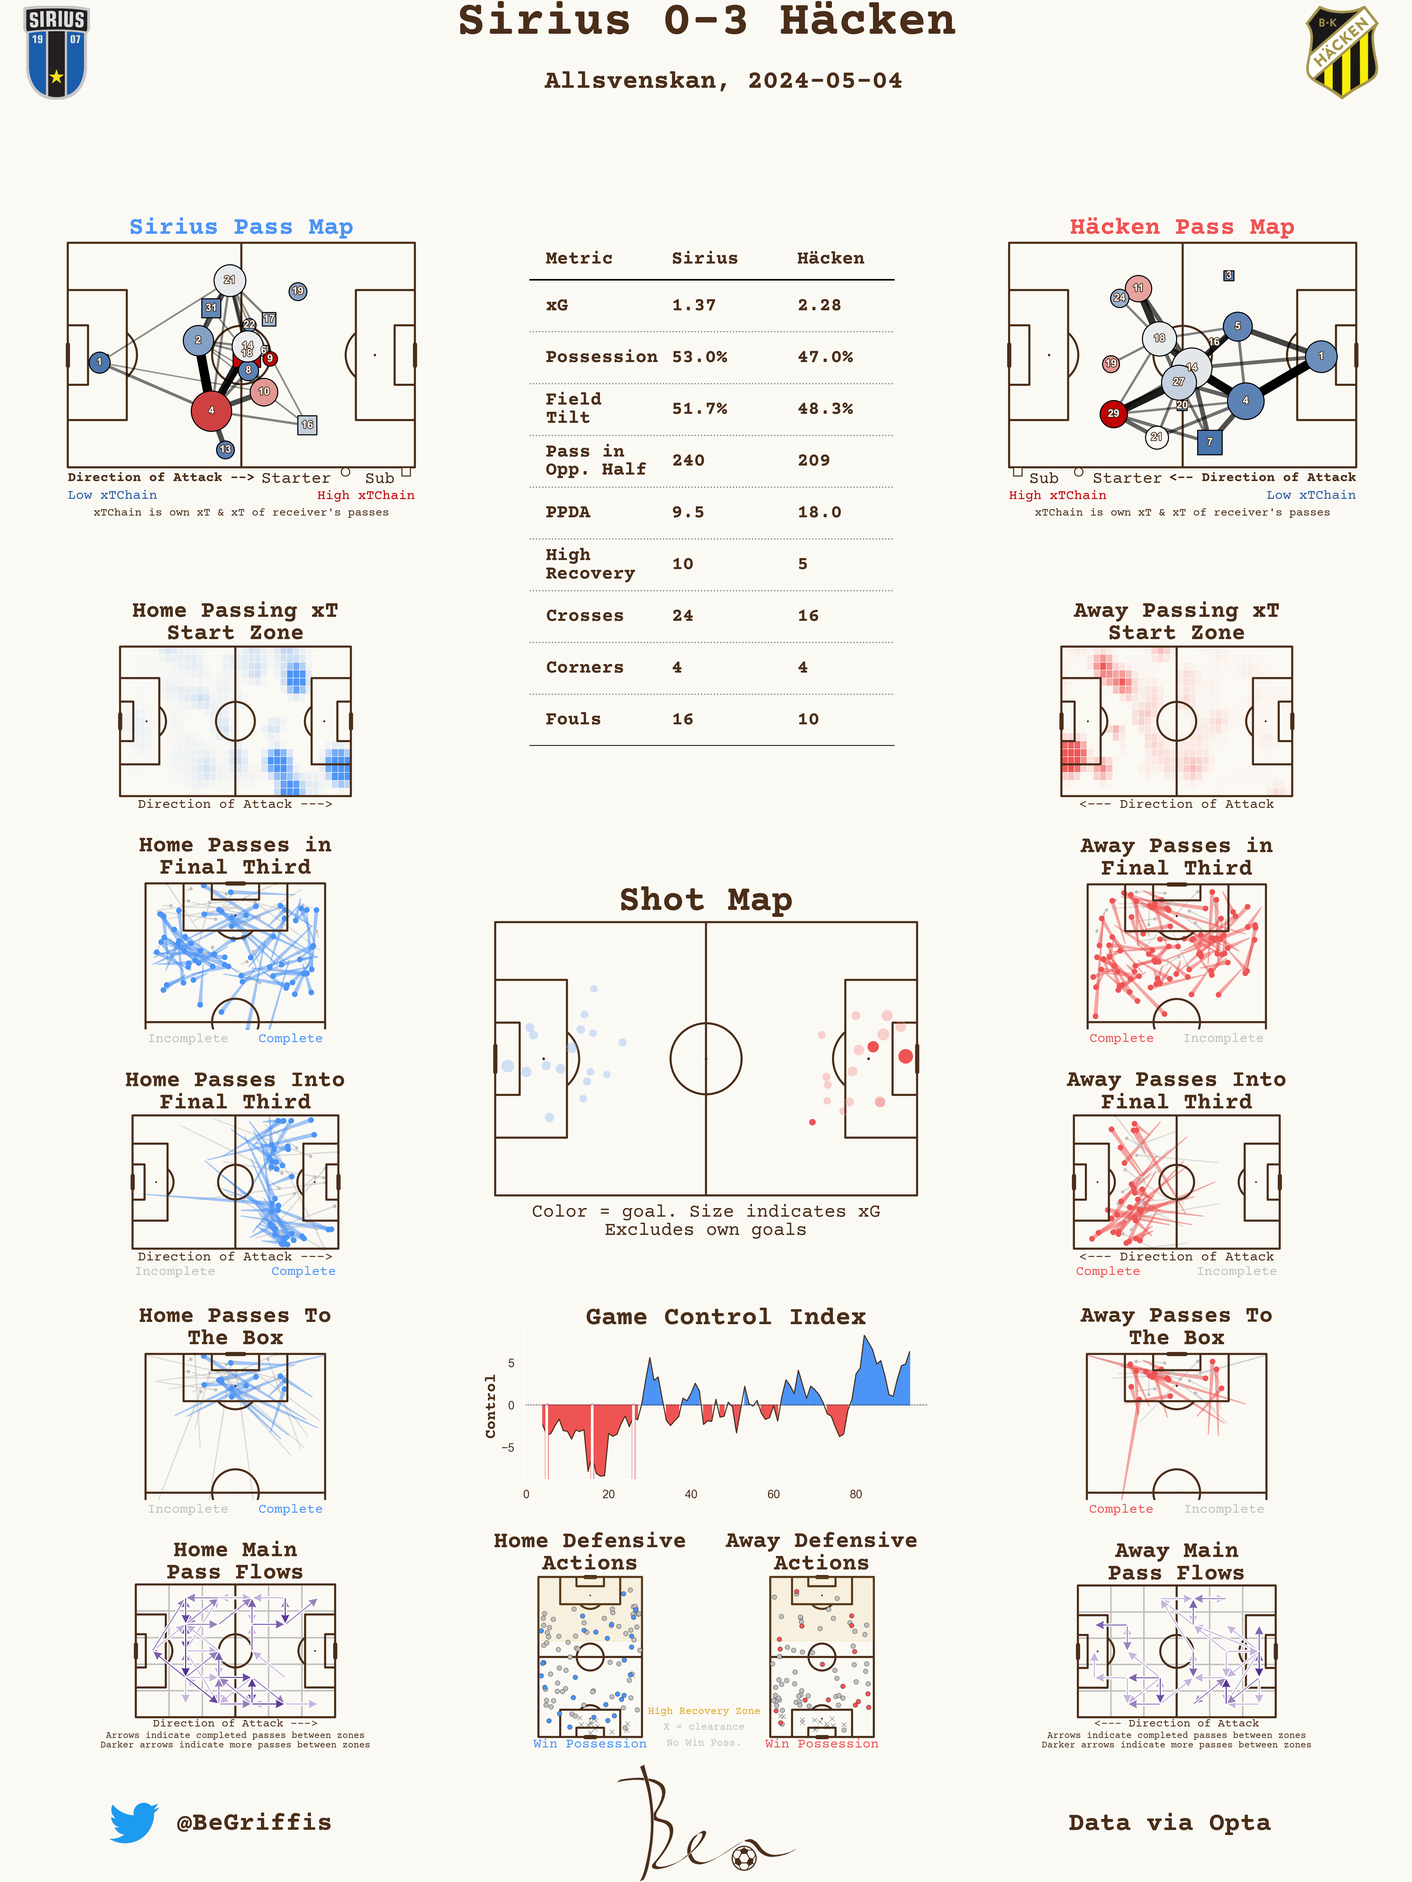 Sirius 0-3 Häcken
Allsvenskan, 2024-05-04
SIRIUS
19 07
B·K
HÄCKEN
Sirius Pass Map
21
19
31
17
22
2
14
18
6
9
1
8
10
4
16
13
Direction of Attack --> Starter Sub
Low xTChain High xTChain
xTChain is own xT & xT of receiver's passes
Metric Sirius Häcken
xG 1.37 2.28
Possession 53.0% 47.0%
Field
Tilt 51.7% 48.3%
Pass in
Opp. Half 240 209
PPDA 9.5 18.0
High
Recovery 10 5
Crosses 24 16
Corners 4 4
Fouls 16 10
Häcken Pass Map
3
11
24
5
18
16
1
19
14
27
4
20
29
21
7
Sub Starter <-- Direction of Attack
High xTChain Low xTChain
xTChain is own xT & xT of receiver's passes
Home Passing xT
Start Zone
Direction of Attack --->
Away Passing xT
Start Zone
<--- Direction of Attack
Home Passes in
Final Third
Incomplete Complete
Away Passes in
Final Third
Complete Incomplete
Shot Map
Color = goal. Size indicates xG
Excludes own goals
Home Passes Into
Final Third
Direction of Attack --->
Incomplete Complete
Away Passes Into
Final Third
<--- Direction of Attack
Complete Incomplete
Home Passes To
The Box
Incomplete Complete
Game Control Index
Control
5
0
−5
0 20 40 60 80
Away Passes To
The Box
Complete Incomplete
Home Main
Pass Flows
Direction of Attack --->
Arrows indicate completed passes between zones
Darker arrows indicate more passes between zones
Home Defensive
Actions
Win Possession
Away Defensive
Actions
Win Possession
High Recovery Zone
X = clearance
No Win Poss.
Away Main
Pass Flows
<--- Direction of Attack
Arrows indicate completed passes between zones
Darker arrows indicate more passes between zones
@BeGriffis
Ben
Data via Opta